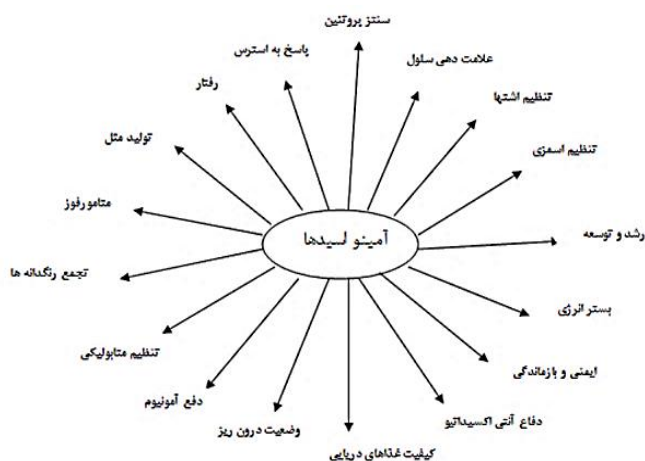 سنتز پروتئین
علامت دهی سلول
تنظیم اشتها
تنظیم اسمزی
رشد و توسعه
بستر انرژی
ایمنی و بازماندگی
دفاع آنتی اکسیداتیو
کیفیت غذاهای دریایی
وضعیت درون ریز
دفع آمونیوم
تنظیم متابولیکی
تجمع رنگدانه ها
متامورفوز
تولید مثل
رفتار
پاسخ به استرس
آمینو اسیدها